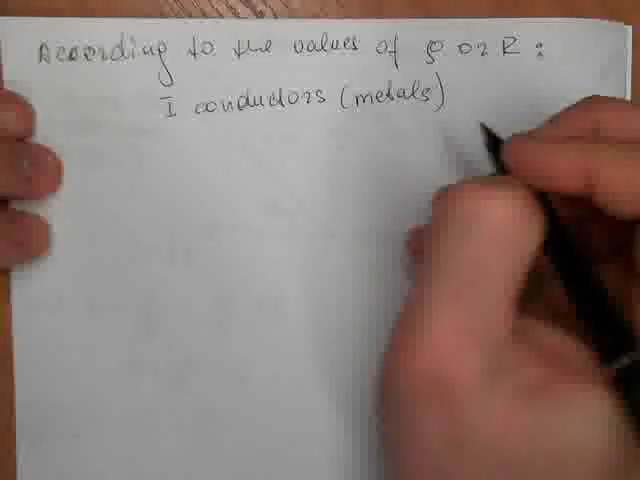 According to the values of ρ or R:
I conductors (metals)